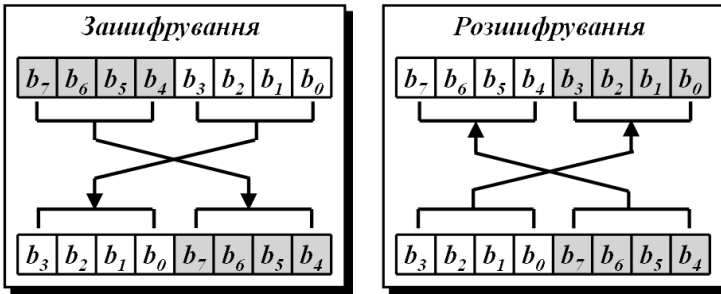 Зашифрування
b7 b6 b5 b4 b3 b2 b1 b0
b3 b2 b1 b0 b7 b6 b5 b4
Розшифрування
b7 b6 b5 b4 b3 b2 b1 b0
b3 b2 b1 b0 b7 b6 b5 b4